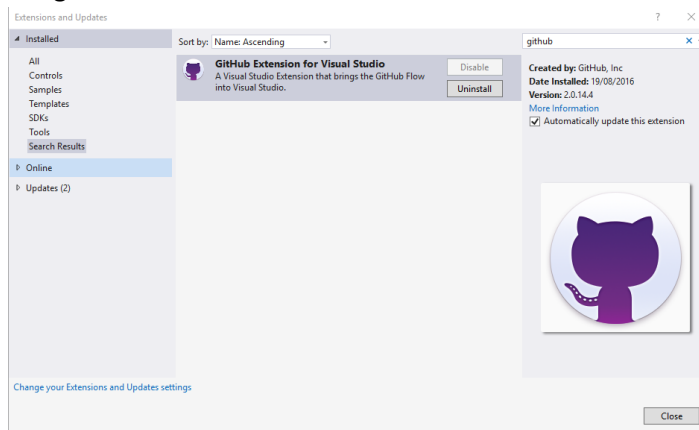 Extensions and Updates
? ×
Installed
Sort by: Name: Ascending
github ×
All
Controls
Samples
Templates
SDKs
Tools
Search Results
Online
Updates (2)
GitHub Extension for Visual Studio
A Visual Studio Extension that brings the GitHub Flow
into Visual Studio.
Disable
Uninstall
Created by: GitHub, Inc
Date Installed: 19/08/2016
Version: 2.0.14.4
More Information
Automatically update this extension
Change your Extensions and Updates settings
Close